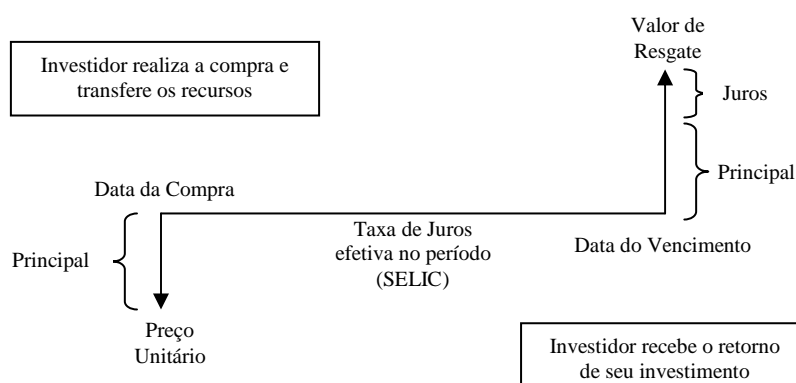 Valor de
Resgate
Investidor realiza a compra e
transfere os recursos
Juros
Principal
Data da Compra
Taxa de Juros
efetiva no período
(SELIC)
Data do Vencimento
Principal
Preço
Unitário
Investidor recebe o retorno
de seu investimento